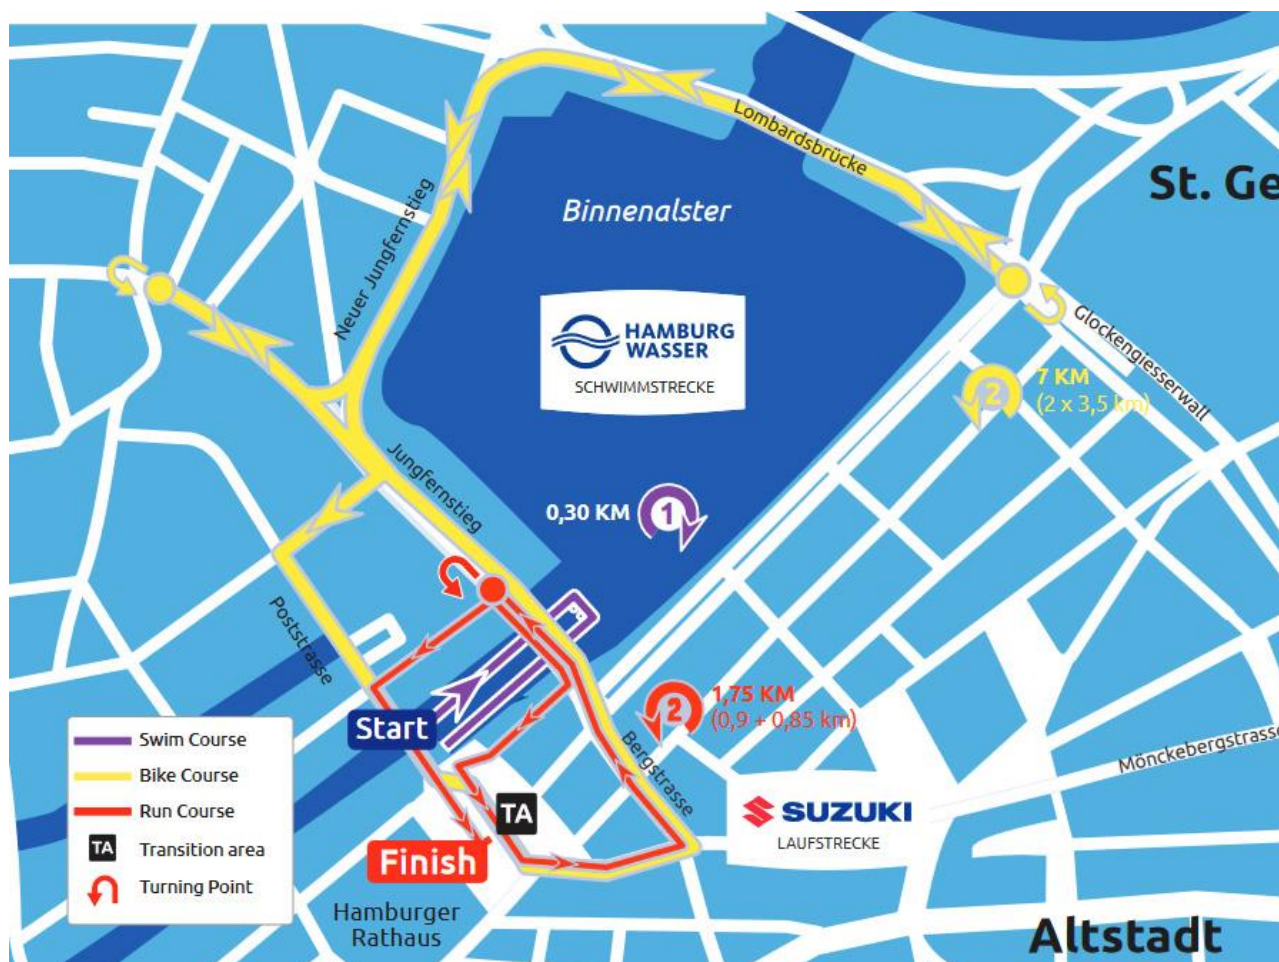 Lombardsbrücke
St. Ge
Binnenalster
Neuer Jungfernstieg
HAMBURG
WASSER
SCHWIMMSTRECKE
Glockengiesserwall
2
7 KM
(2 x 3,5 km)
Jungfernstieg
0,30 KM
1
Poststrasse
2
1,75 KM
(0,9 + 0,85 km)
Start
Bergstrasse
Mönckebergstrasse
Swim Course
Bike Course
Run Course
TA
Transition area
Turning Point
TA
SUZUKI
LAUFSTRECKE
Finish
Hamburger
Rathaus
Altstadt